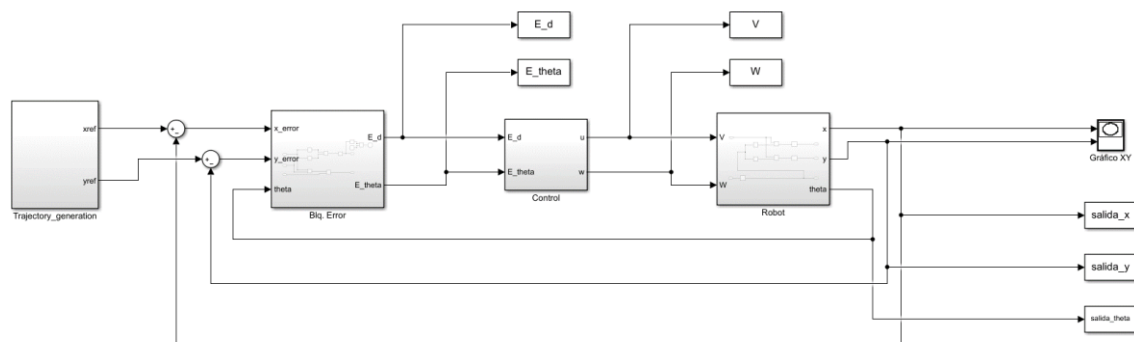 E_d
V
E_theta
W
xref
yref
Trajectory_generation
x_error
y_error
theta
E_d
E_theta
Blq. Error
E_d
E_theta
u
w
Control
V
W
x
y
theta
Robot
Gráfico XY
salida_x
salida_y
salida_theta